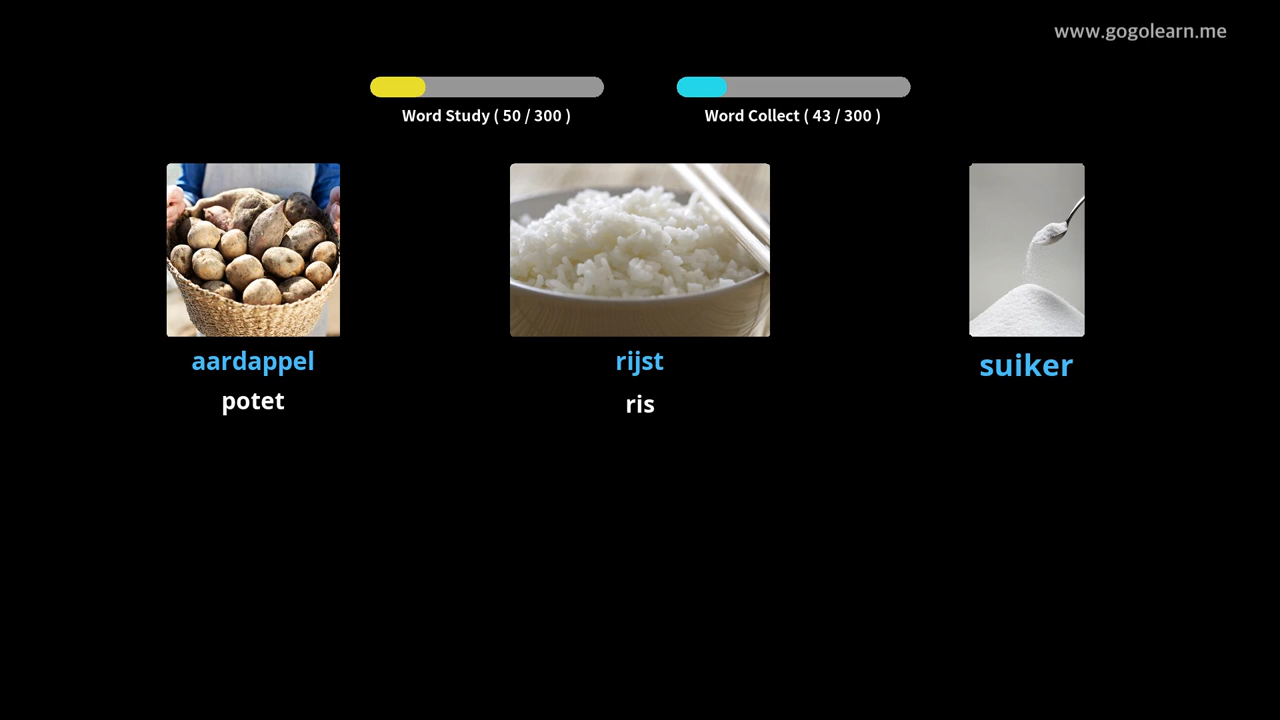 www.gogolearn.me
Word Study ( 50 / 300 )
Word Collect ( 43 / 300 )
aardappel
rijst
suiker
potet
ris